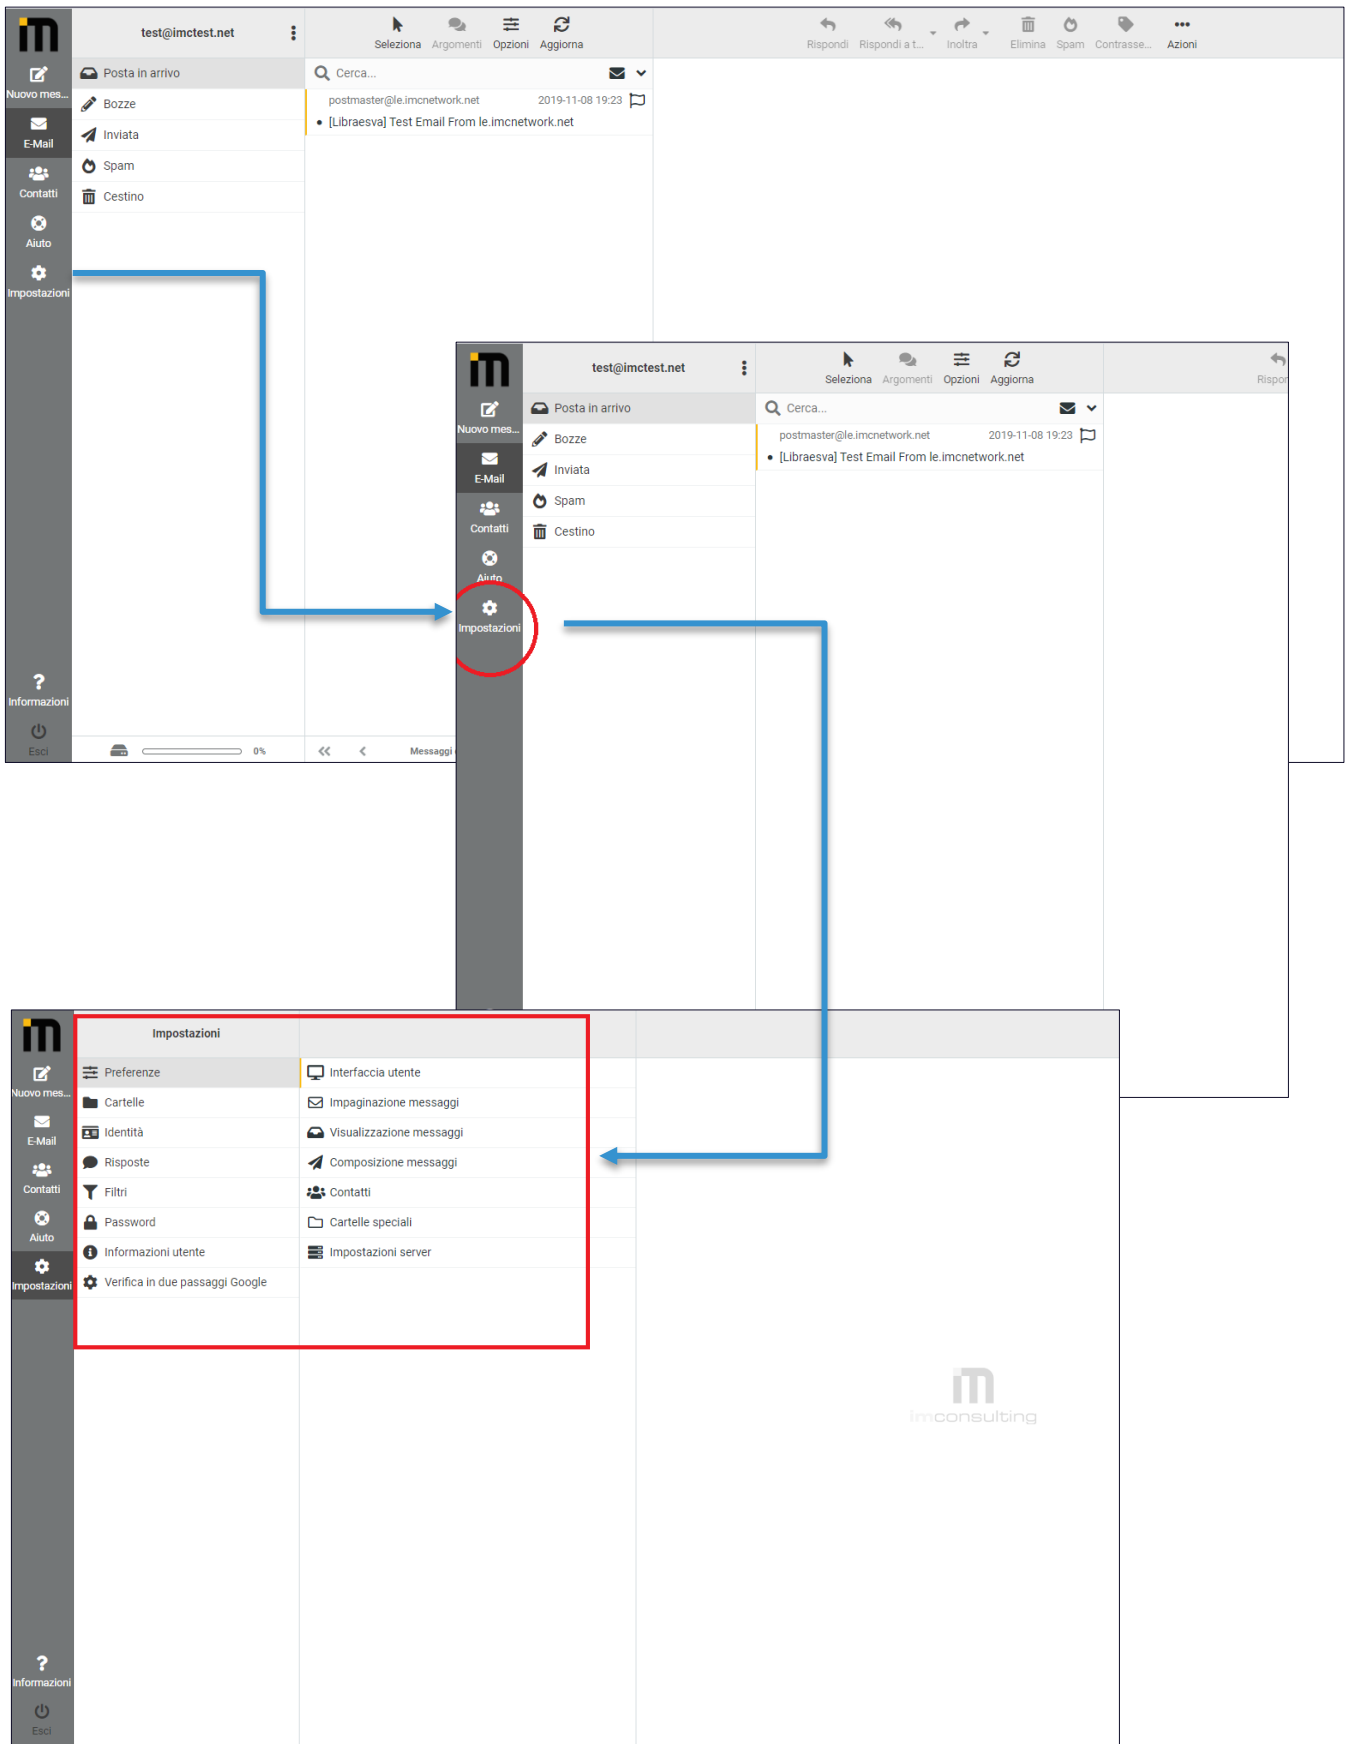 im
test@imctest.net
Seleziona Argomenti Opzioni Aggiorna
Rispondi Rispondi a t... Inoltra Elimina Spam Contrasse... Azioni
Nuovo mes...
E-Mail
Contatti
Aiuto
Impostazioni
Informazioni
Esci
Posta in arrivo
Bozze
Inviata
Spam
Cestino
0%
Cerca...
postmaster@le.imcnetwork.net 2019-11-08 19:23
• [Libraesva] Test Email From le.imcnetwork.net
Messaggi
im
test@imctest.net
Seleziona Argomenti Opzioni Aggiorna
Rispor
Nuovo mes...
E-Mail
Contatti
Aiuto
Impostazioni
Posta in arrivo
Bozze
Inviata
Spam
Cestino
Cerca...
postmaster@le.imcnetwork.net 2019-11-08 19:23
• [Libraesva] Test Email From le.imcnetwork.net
im
Impostazioni
Nuovo mes...
E-Mail
Contatti
Aiuto
Impostazioni
Informazioni
Esci
Preferenze
Cartelle
Identità
Risposte
Filtri
Password
Informazioni utente
Verifica in due passaggi Google
Interfaccia utente
Impaginazione messaggi
Visualizzazione messaggi
Composizione messaggi
Contatti
Cartelle speciali
Impostazioni server
im
imconsulting